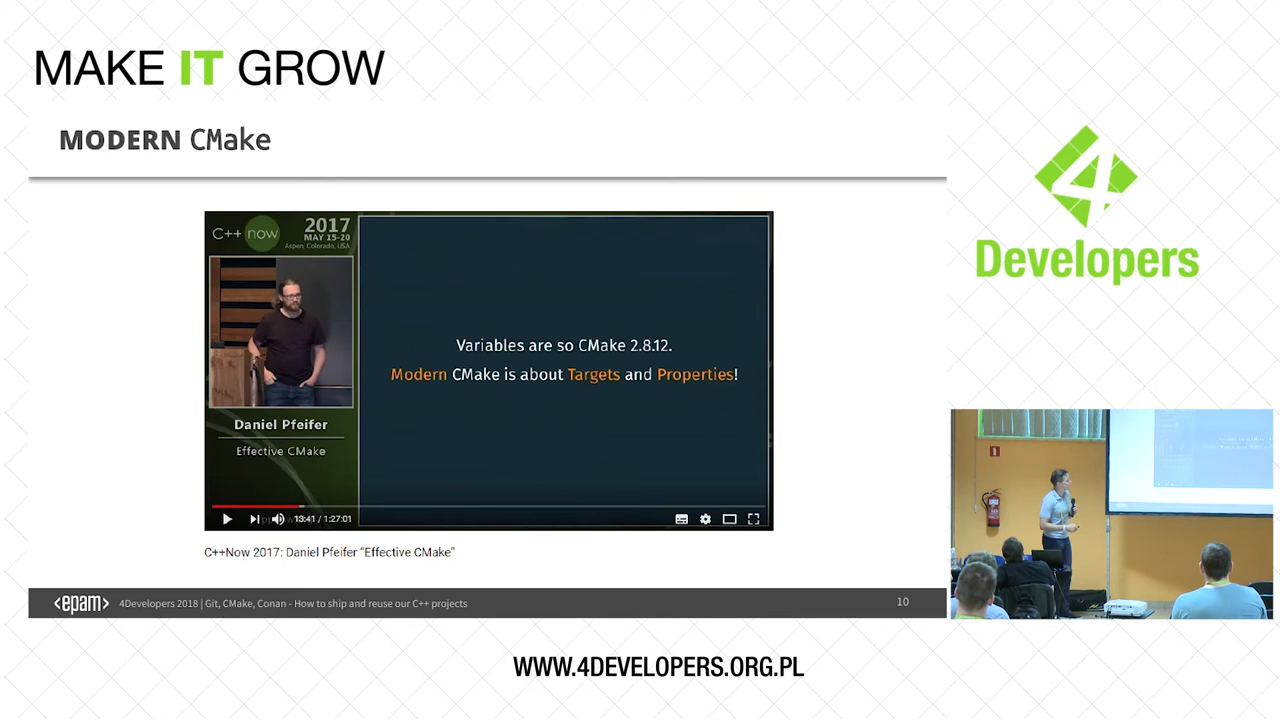 MAKE IT GROW
MODERN CMake
C++ now
2017
MAY 15-20
Aspen, Colorado, USA
Variables are so CMake 2.8.12.
Modern CMake is about Targets and Properties!
Daniel Pfeifer
Effective CMake
13:41 / 1:27:01
C++Now 2017: Daniel Pfeifer "Effective CMake"
<epam>
4Developers 2018 | Git, CMake, Conan - How to ship and reuse our C++ projects
10
4
Developers
WWW.4DEVELOPERS.ORG.PL